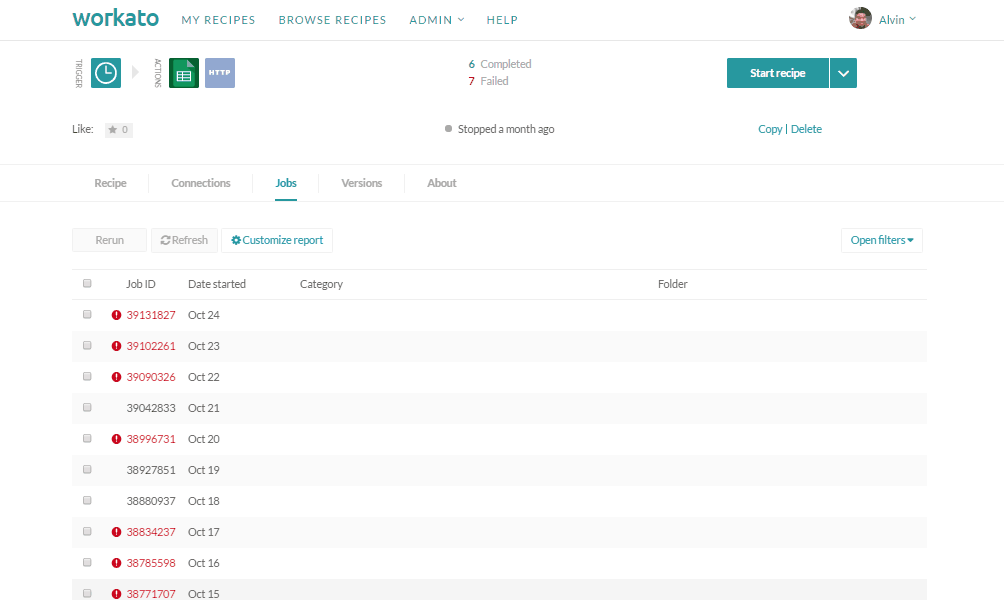 workato MY RECIPES BROWSE RECIPES ADMIN HELP Alvin
TRIGGER ACTIONS HTTP
6 Completed
7 Failed
Start recipe
Like: 0 Stopped a month ago Copy | Delete
Recipe Connections Jobs Versions About
Rerun Refresh Customize report Open filters
Job ID Date started Category Folder
39131827 Oct 24
39102261 Oct 23
39090326 Oct 22
39042833 Oct 21
38996731 Oct 20
38927851 Oct 19
38880937 Oct 18
38834237 Oct 17
38785598 Oct 16
38771707 Oct 15